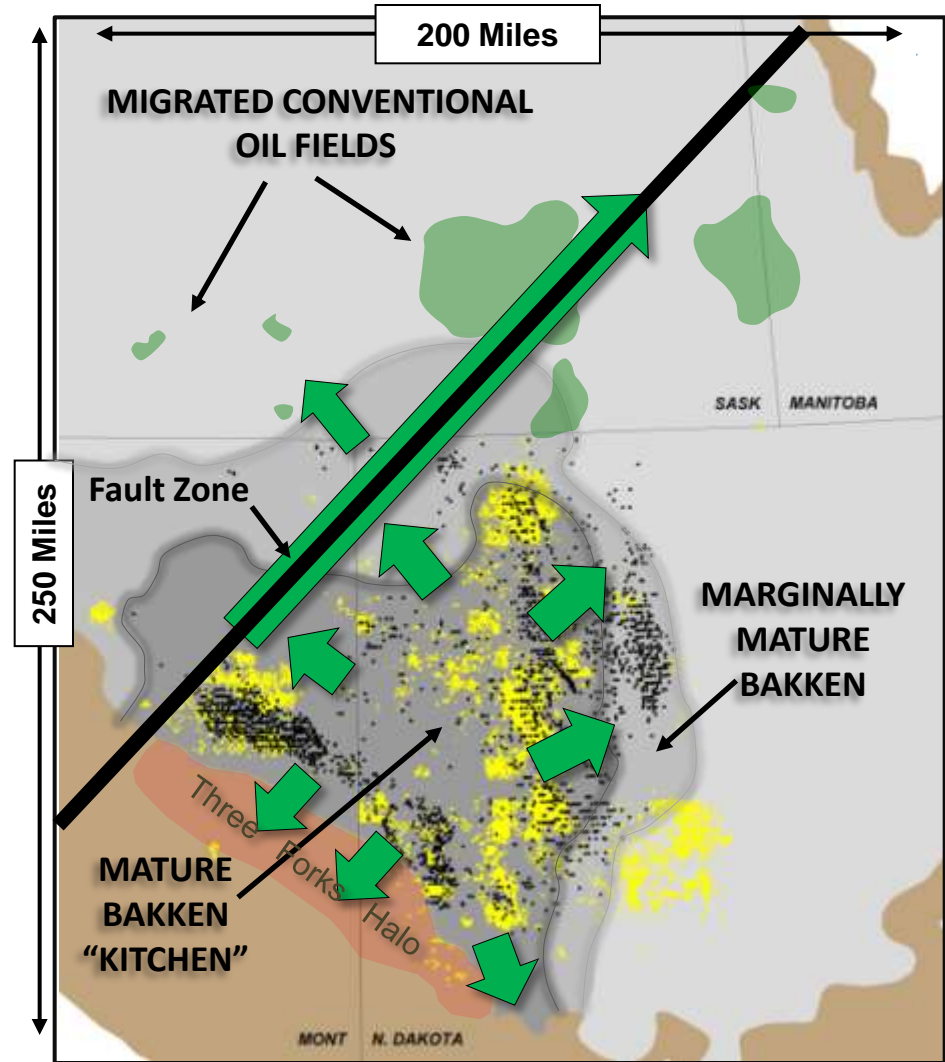 200 Miles
MIGRATED CONVENTIONAL
OIL FIELDS
SASK
MANITOBA
250 Miles
Fault Zone
MARGINALLY
MATURE
BAKKEN
Three Forks Halo
MATURE
BAKKEN
“KITCHEN”
MONT
N. DAKOTA